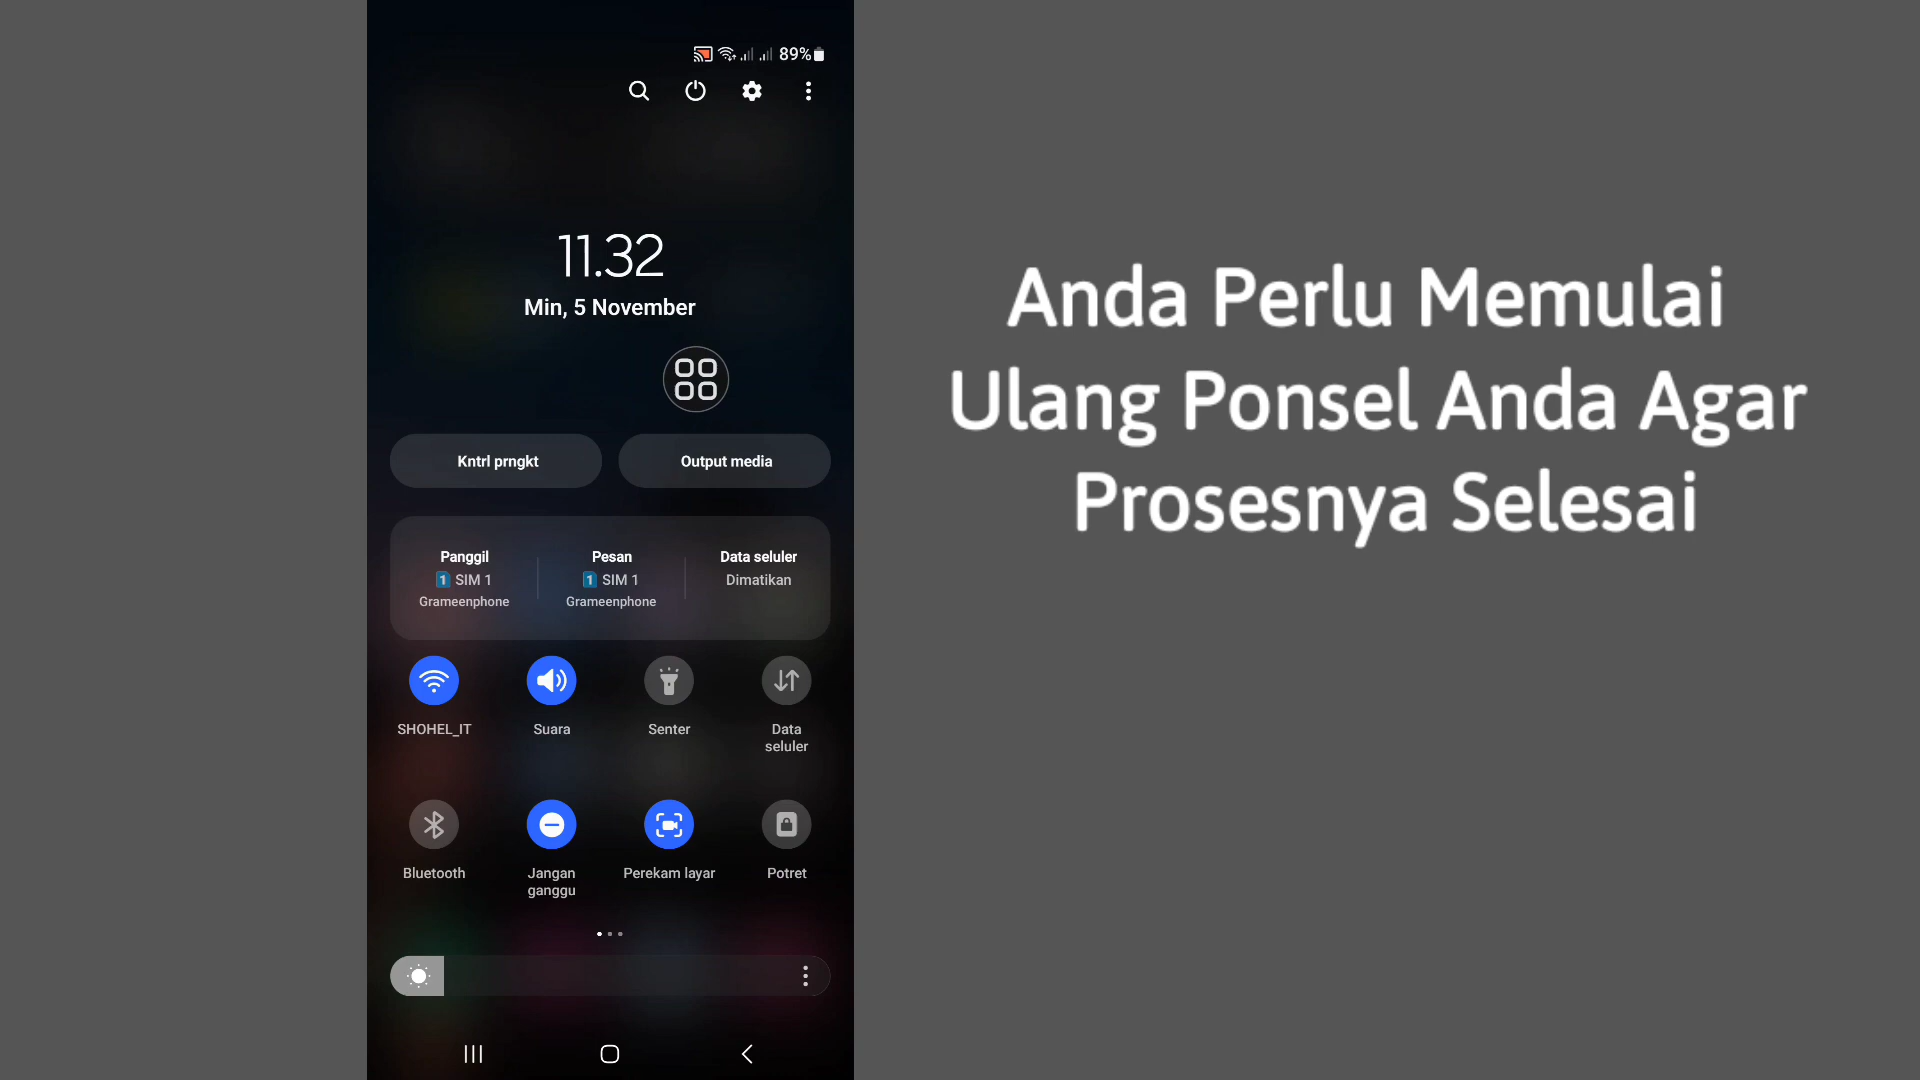 89%
11.32
Min, 5 November
Kntrl prngkt
Output media
Panggil
1 SIM 1
Grameenphone
Pesan
1 SIM 1
Grameenphone
Data seluler
Dimatikan
SHOHEL_IT
Suara
Senter
Data
seluler
Bluetooth
Jangan
ganggu
Perekam layar
Potret
Anda Perlu Memulai
Ulang Ponsel Anda Agar
Prosesnya Selesai